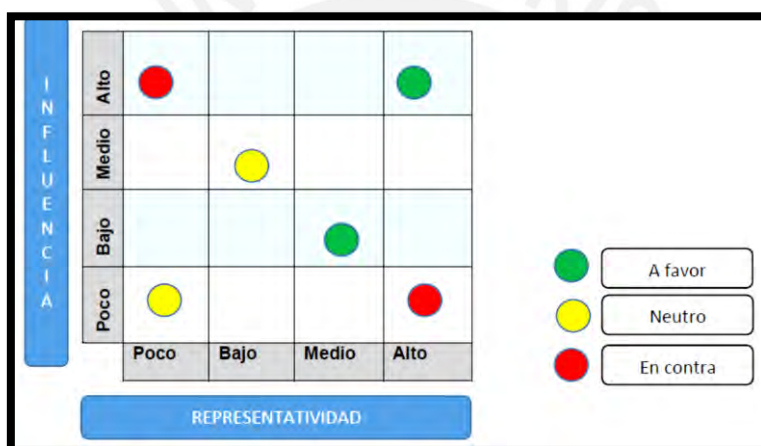 INFLUENCIA
Alto
Medio
Bajo
Poco
Poco Bajo Medio Alto
REPRESENTATIVIDAD
A favor
Neutro
En contra